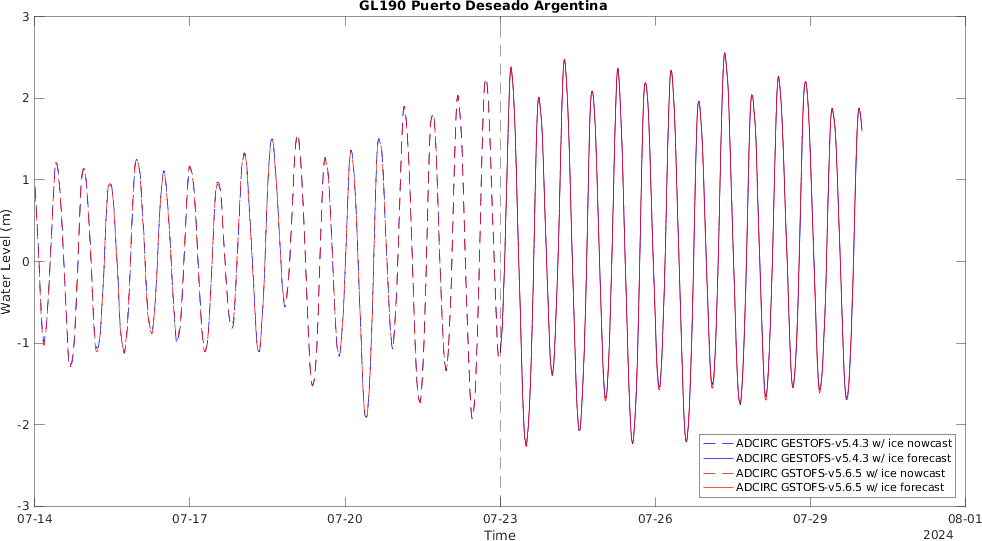 GL190 Puerto Deseado Argentina
3
2
1
0
-1
-2
-3
Water Level (m)
07-14
07-17
07-20
07-23
07-26
07-29
08-01
Time
2024
ADCIRC GESTOFS-v5.4.3 w/ ice nowcast
ADCIRC GESTOFS-v5.4.3 w/ ice forecast
ADCIRC GSTOFS-v5.6.5 w/ ice nowcast
ADCIRC GSTOFS-v5.6.5 w/ ice forecast